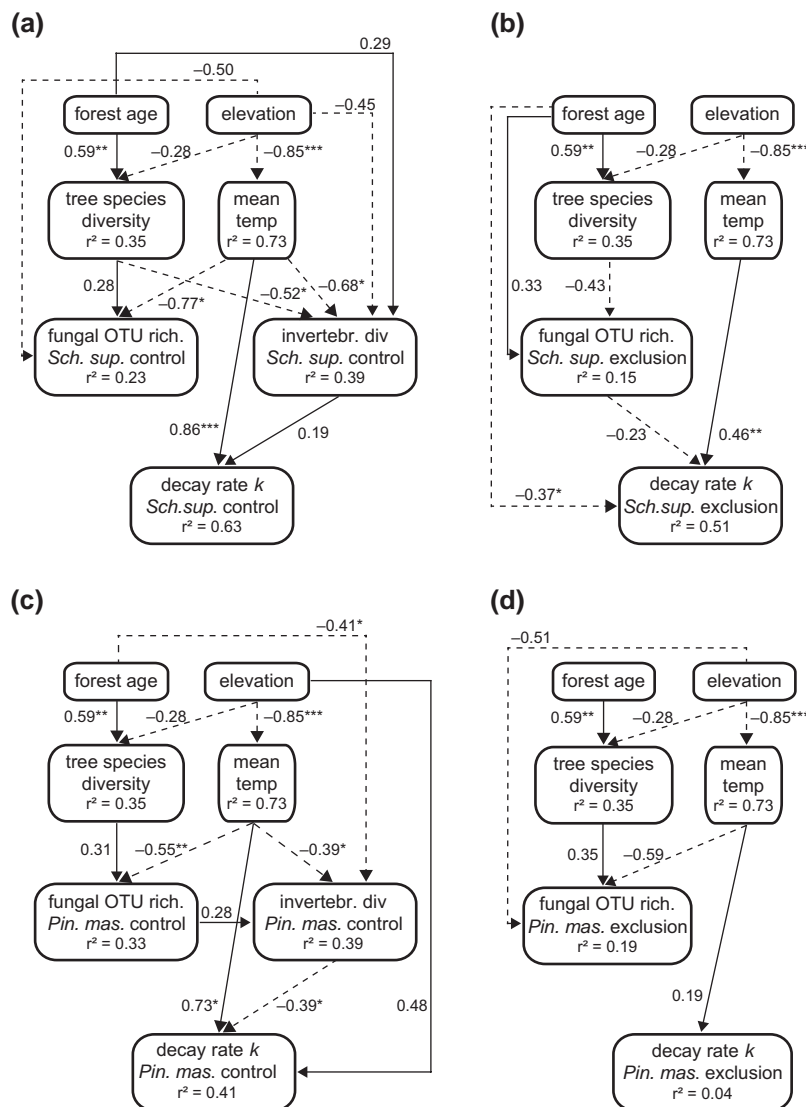 (a)
0.29
–0.50
forest age
elevation
–0.45
0.59**
–0.28
–0.85***
tree species
diversity
r² = 0.35
mean
temp
r² = 0.73
0.28
–0.77*
–0.52*
–0.68*
fungal OTU rich.
Sch. sup. control
r² = 0.23
invertebr. div
Sch. sup. control
r² = 0.39
0.86***
0.19
decay rate k
Sch.sup. control
r² = 0.63
(b)
forest age
elevation
0.59**
–0.28
–0.85***
tree species
diversity
r² = 0.35
mean
temp
r² = 0.73
0.33
–0.43
fungal OTU rich.
Sch. sup. exclusion
r² = 0.15
–0.23
0.46**
–0.37*
decay rate k
Sch.sup. exclusion
r² = 0.51
(c)
–0.41*
forest age
elevation
0.59**
–0.28
–0.85***
tree species
diversity
r² = 0.35
mean
temp
r² = 0.73
0.31
–0.55**
–0.39*
fungal OTU rich.
Pin. mas. control
r² = 0.33
0.28
invertebr. div
Pin. mas. control
r² = 0.39
0.73*
–0.39*
0.48
decay rate k
Pin. mas. control
r² = 0.41
(d)
–0.51
forest age
elevation
0.59**
–0.28
–0.85***
tree species
diversity
r² = 0.35
mean
temp
r² = 0.73
0.35
–0.59
fungal OTU rich.
Pin. mas. exclusion
r² = 0.19
0.19
decay rate k
Pin. mas. exclusion
r² = 0.04